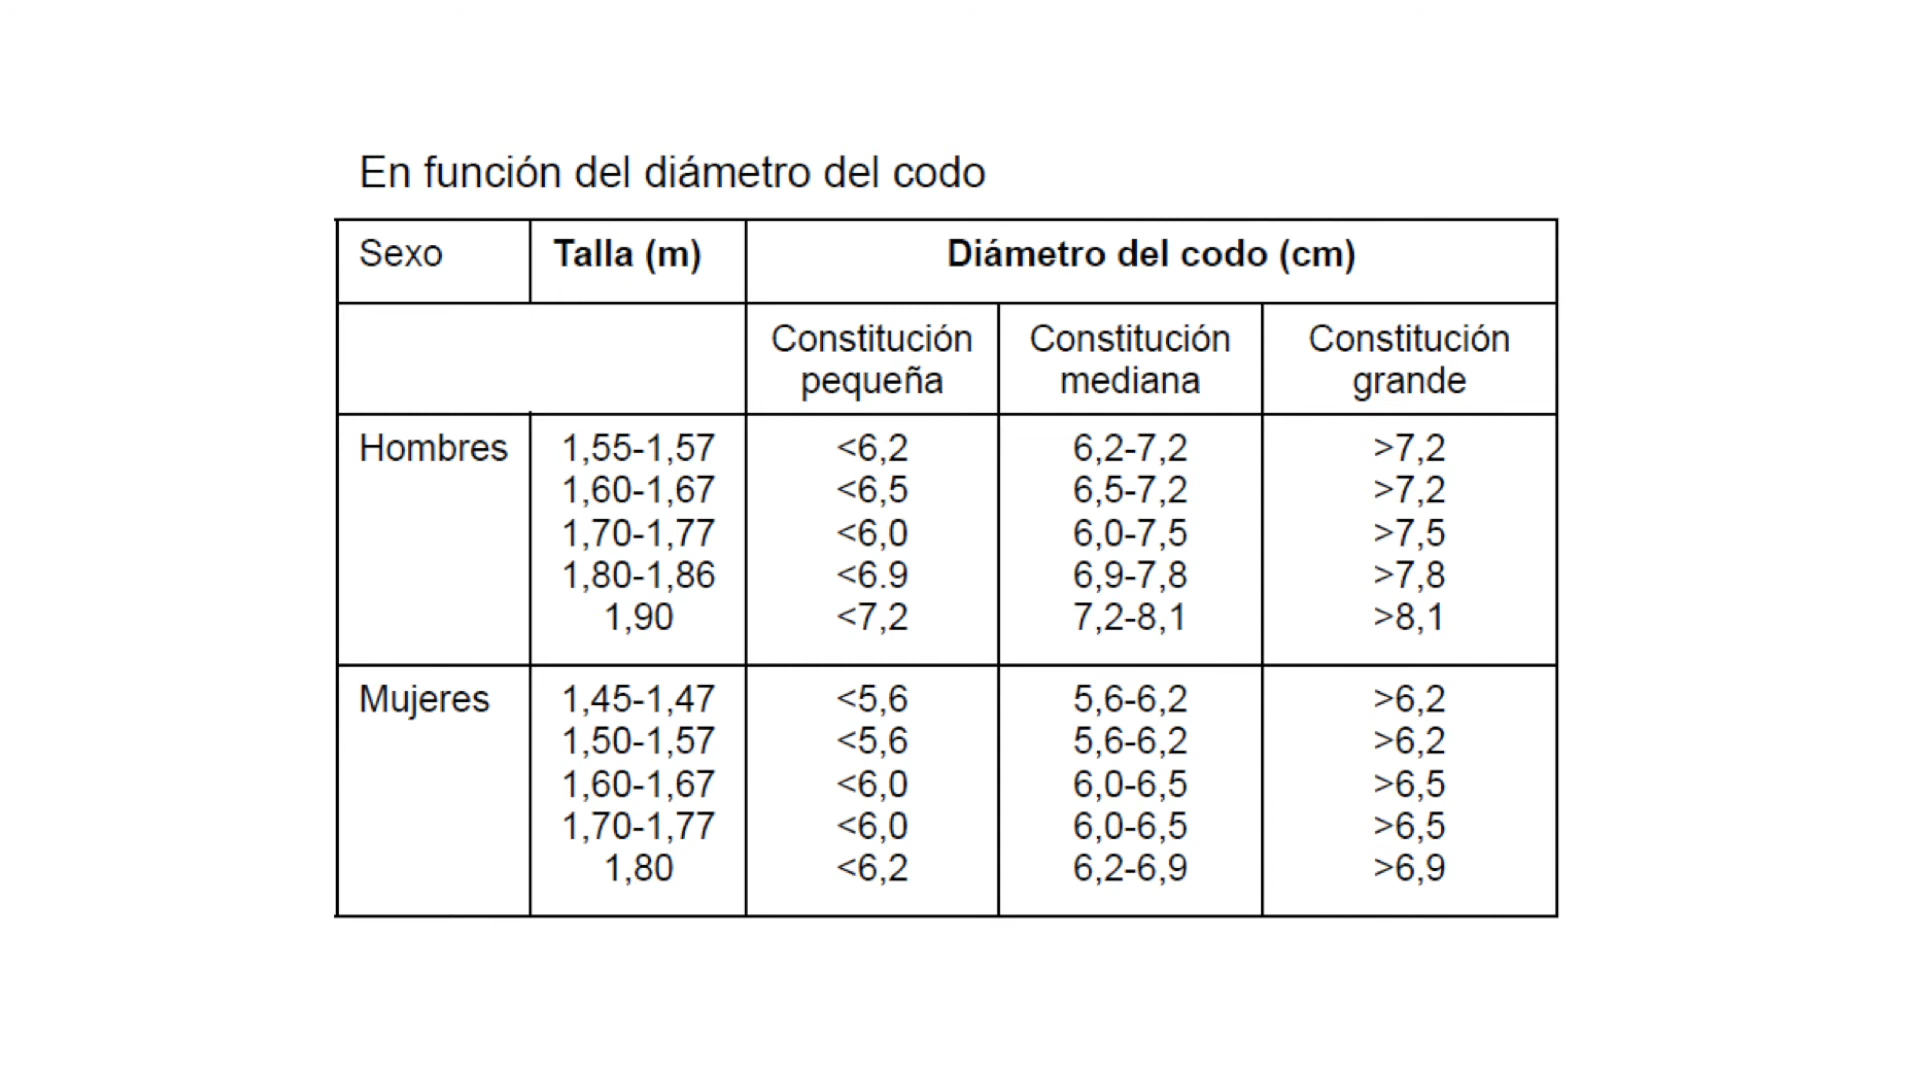 En función del diámetro del codo
Sexo Talla (m) Diámetro del codo (cm)
Constitución pequeña Constitución mediana Constitución grande
Hombres 1,55-1,57 <6,2 6,2-7,2 >7,2
1,60-1,67 <6,5 6,5-7,2 >7,2
1,70-1,77 <6,0 6,0-7,5 >7,5
1,80-1,86 <6.9 6,9-7,8 >7,8
1,90 <7,2 7,2-8,1 >8,1
Mujeres 1,45-1,47 <5,6 5,6-6,2 >6,2
1,50-1,57 <5,6 5,6-6,2 >6,2
1,60-1,67 <6,0 6,0-6,5 >6,5
1,70-1,77 <6,0 6,0-6,5 >6,5
1,80 <6,2 6,2-6,9 >6,9